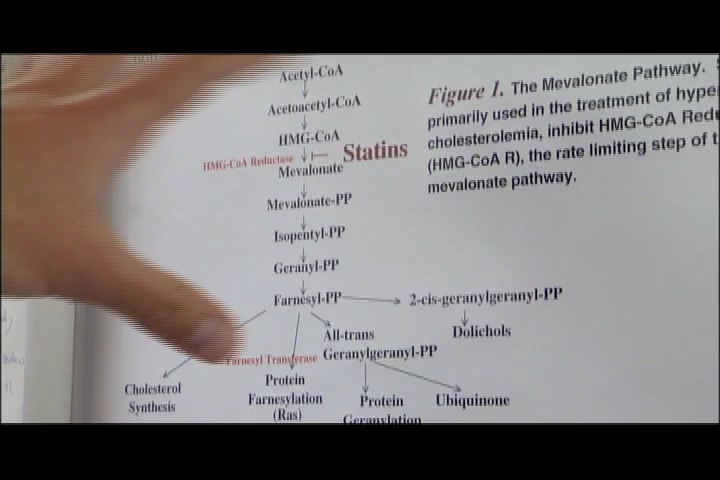 Acetyl-CoA
Acetoacetyl-CoA
HMG-CoA
HMG-CoA Reductase
Statins
Mevalonate
Mevalonate-PP
Isopentyl-PP
Geranyl-PP
Farnesyl-PP
2-cis-geranylgeranyl-PP
Dolichols
All-trans
Geranylgeranyl-PP
Farnesyl Transferase
Cholesterol
Synthesis
Protein
Farnesylation
(Ras)
Protein
Geranylation
Ubiquinone
Figure 1. The Mevalonate Pathway.
primarily used in the treatment of hyper
cholesterolemia, inhibit HMG-CoA Redu
(HMG-CoA R), the rate limiting step of t
mevalonate pathway.